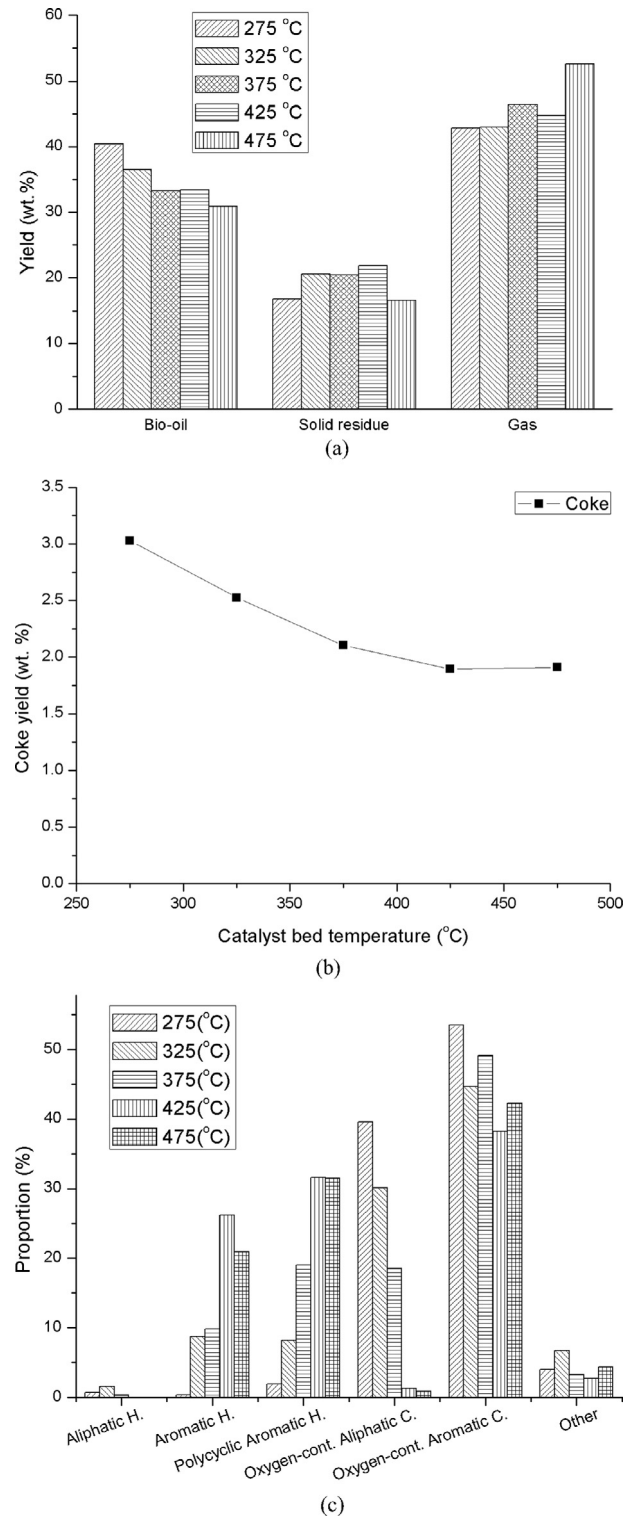 60
50
40
30
20
10
0
Yield (wt.%)
275 °C
325 °C
375 °C
425 °C
475 °C
Bio-oil Solid residue Gas
(a)
3.5
3.0
2.5
2.0
1.5
1.0
0.5
0.0
Coke yield (wt. %)
Coke
250 300 350 400 450 500
Catalyst bed temperature (°C)
(b)
50
40
30
20
10
0
Proportion (%)
275(°C)
325(°C)
375(°C)
425(°C)
475(°C)
Aliphatic H.
Aromatic H.
Polycyclic Aromatic H.
Oxygen-cont. Aliphatic C.
Oxygen-cont. Aromatic C.
Other
(c)